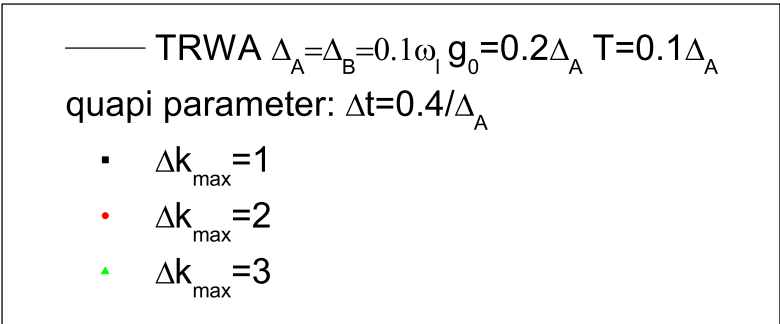 TRWA Δ_A=Δ_B=0.1ω_l g_0=0.2Δ_A T=0.1Δ_A
quapi parameter: Δt=0.4/Δ_A
Δk_max=1
Δk_max=2
Δk_max=3